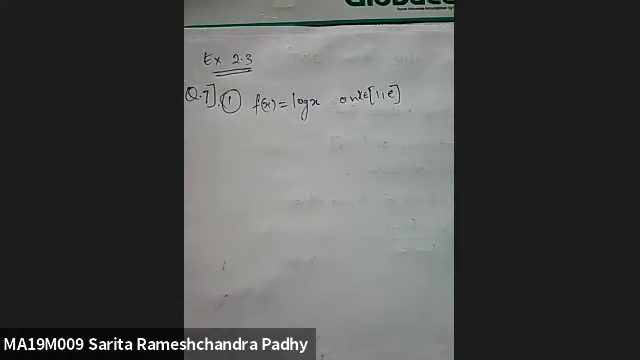 Ex 2.3
Q.7] (1) f(x) = log x on x∈[1, e]
MA19M009 Sarita Rameshchandra Padhy